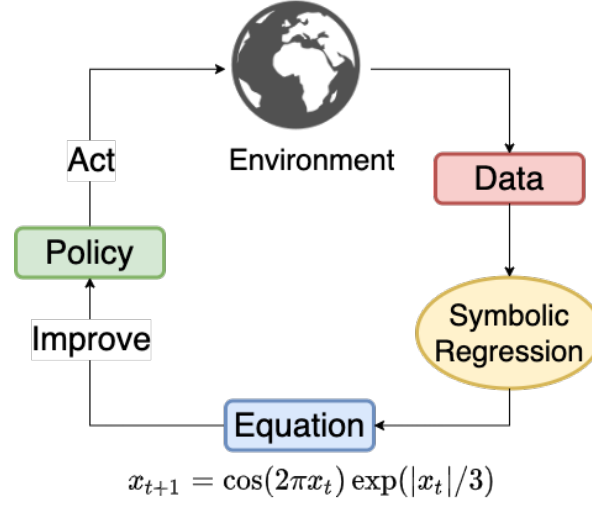 Environment
Act
Data
Policy
Symbolic
Regression
Improve
Equation
x_{t+1} = cos(2πx_t) exp(|x_t|/3)